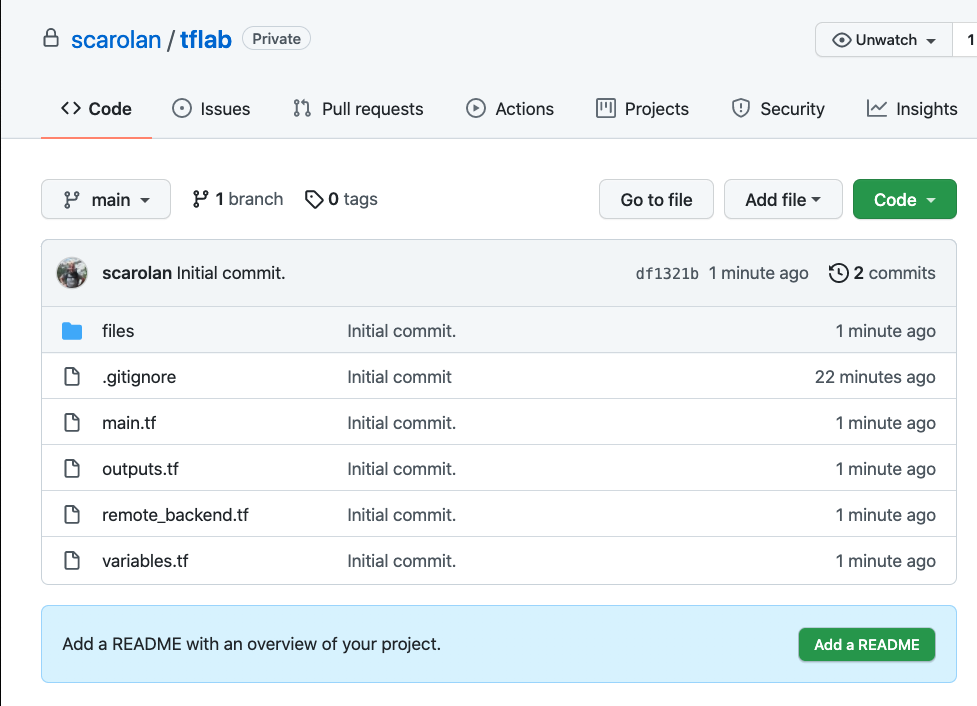 scarolan / tflab Private Unwatch 1
Code Issues Pull requests Actions Projects Security Insights
main 1 branch 0 tags Go to file Add file Code
scarolan Initial commit. df1321b 1 minute ago 2 commits
files Initial commit. 1 minute ago
.gitignore Initial commit 22 minutes ago
main.tf Initial commit. 1 minute ago
outputs.tf Initial commit. 1 minute ago
remote_backend.tf Initial commit. 1 minute ago
variables.tf Initial commit. 1 minute ago
Add a README with an overview of your project. Add a README